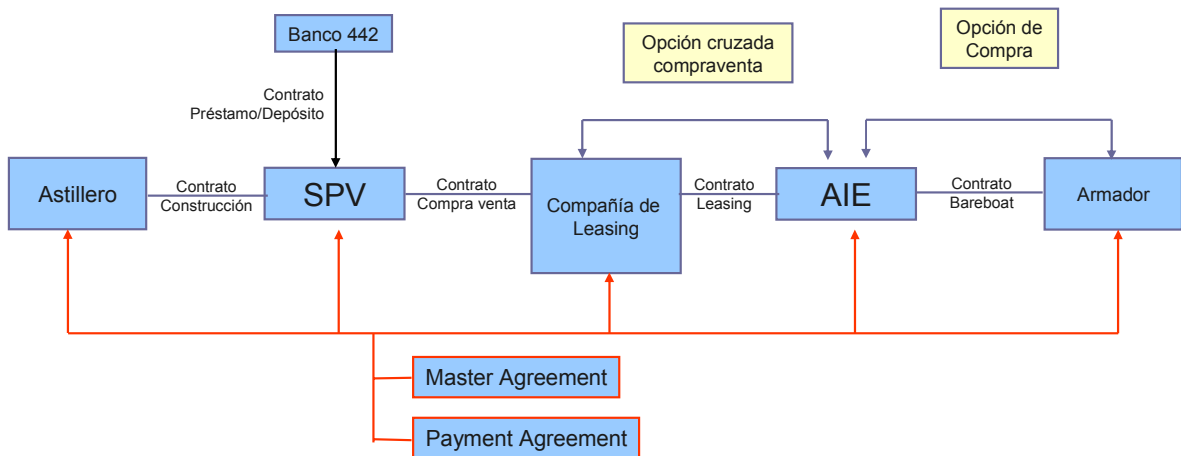 Banco 442
Opción cruzada
compraventa
Opción de
Compra
Contrato
Préstamo/Depósito
Astillero
Contrato
Construcción
SPV
Contrato
Compra venta
Compañía de
Leasing
Contrato
Leasing
AIE
Contrato
Bareboat
Armador
Master Agreement
Payment Agreement